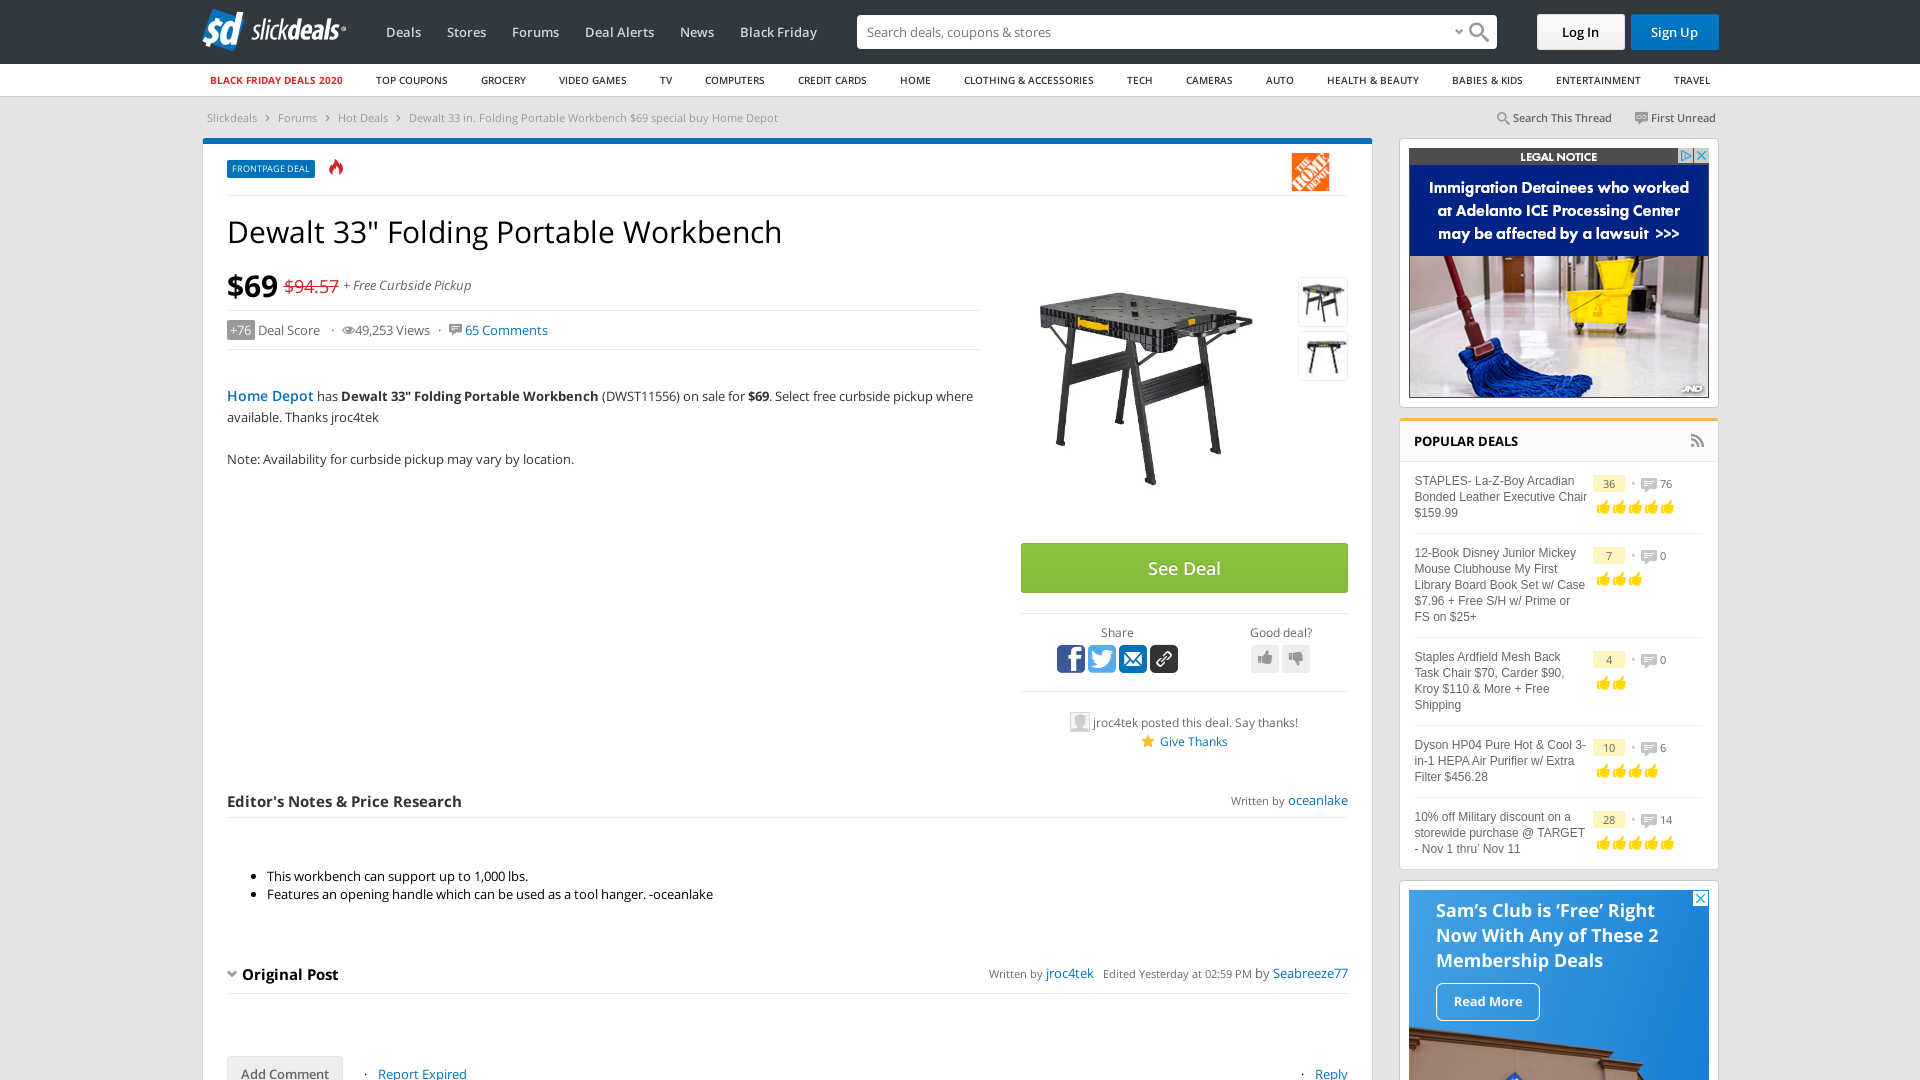 sd slickdeals
Deals
Stores
Forums
Deal Alerts
News
Black Friday
Search deals, coupons & stores
Log In
Sign Up
BLACK FRIDAY DEALS 2020
TOP COUPONS
GROCERY
VIDEO GAMES
TV
COMPUTERS
CREDIT CARDS
HOME
CLOTHING & ACCESSORIES
TECH
CAMERAS
AUTO
HEALTH & BEAUTY
BABIES & KIDS
ENTERTAINMENT
TRAVEL
Slickdeals > Forums > Hot Deals > Dewalt 33 in. Folding Portable Workbench $69 special buy Home Depot
Search This Thread
First Unread
FRONTPAGE DEAL
THE HOME DEPOT
Dewalt 33" Folding Portable Workbench
$69 $94.57 + Free Curbside Pickup
+76 Deal Score · 49,253 Views · 65 Comments
Home Depot has Dewalt 33" Folding Portable Workbench (DWST11556) on sale for $69. Select free curbside pickup where
available. Thanks jroc4tek
Note: Availability for curbside pickup may vary by location.
See Deal
Share
Good deal?
jroc4tek posted this deal. Say thanks!
Give Thanks
Editor's Notes & Price Research
Written by oceanlake
• This workbench can support up to 1,000 lbs.
• Features an opening handle which can be used as a tool hanger. -oceanlake
Original Post
Written by jroc4tek Edited Yesterday at 02:59 PM by Seabreeze77
Add Comment
· Report Expired
· Reply
LEGAL NOTICE
Immigration Detainees who worked
at Adelanto ICE Processing Center
may be affected by a lawsuit >>>
JND
POPULAR DEALS
STAPLES- La-Z-Boy Arcadian
Bonded Leather Executive Chair
$159.99
36 • 76
12-Book Disney Junior Mickey
Mouse Clubhouse My First
Library Board Book Set w/ Case
$7.96 + Free S/H w/ Prime or
FS on $25+
7 • 0
Staples Ardfield Mesh Back
Task Chair $70, Carder $90,
Kroy $110 & More + Free
Shipping
4 • 0
Dyson HP04 Pure Hot & Cool 3-
in-1 HEPA Air Purifier w/ Extra
Filter $456.28
10 • 6
10% off Military discount on a
storewide purchase @ TARGET
- Nov 1 thru' Nov 11
28 • 14
Sam's Club is 'Free' Right
Now With Any of These 2
Membership Deals
Read More